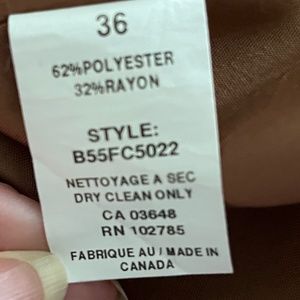 36
62%POLYESTER
32%RAYON
STYLE:
B55FC5022
NETTOYAGE A SEC
DRY CLEAN ONLY
CA 03648
RN 102785
FABRIQUE AU / MADE IN
CANADA